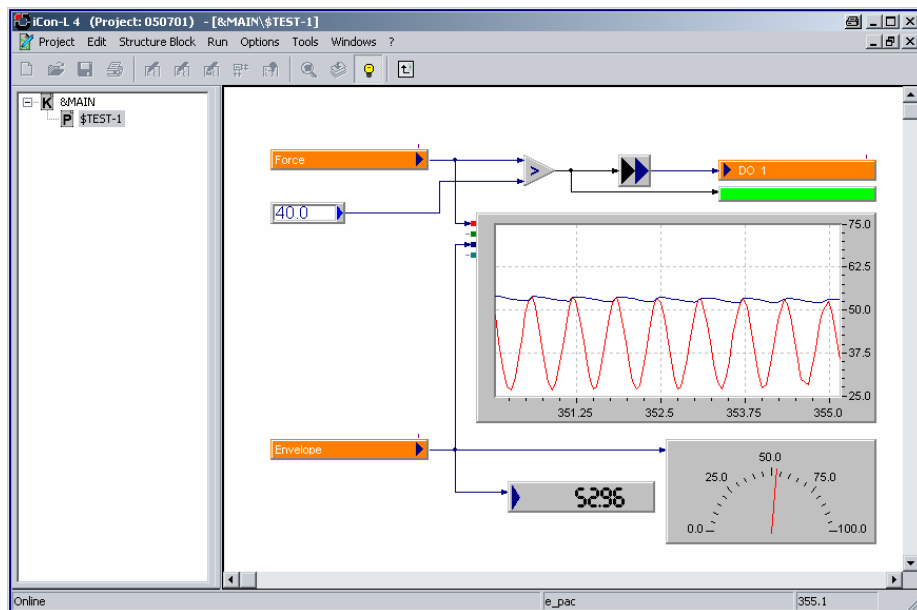 iCon-L 4 (Project: 050701) - [&MAIN\$TEST-1]
Project Edit Structure Block Run Options Tools Windows ?
K &MAIN
P $TEST-1
Force
>
DO 1
40.0
75.0
62.5
50.0
37.5
25.0
351.25 352.5 353.75 355.0
Envelope
50.0
25.0 75.0
0.0 100.0
52.96
Online e_pac 355.1